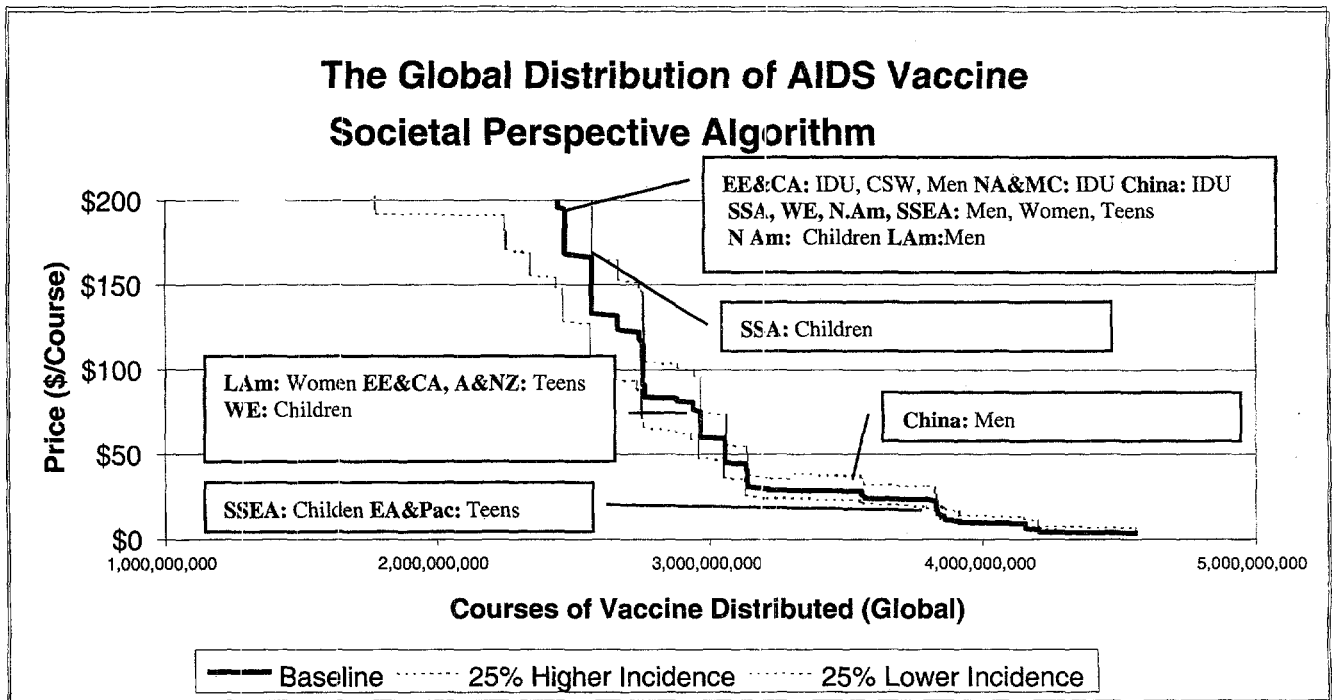 The Global Distribution of AIDS Vaccine
Societal Perspective Algorithm
EE&CA: IDU, CSW, Men NA&MC: IDU China: IDU
SSA, WE, N.Am, SSEA: Men, Women, Teens
N Am: Children LAm:Men
SSA: Children
LAm: Women EE&CA, A&NZ: Teens
WE: Children
China: Men
SSEA: Childen EA&Pac: Teens
Price ($/Course)
$200
$150
$100
$50
$0
1,000,000,000 2,000,000,000 3,000,000,000 4,000,000,000 5,000,000,000
Courses of Vaccine Distributed (Global)
Baseline 25% Higher Incidence 25% Lower Incidence